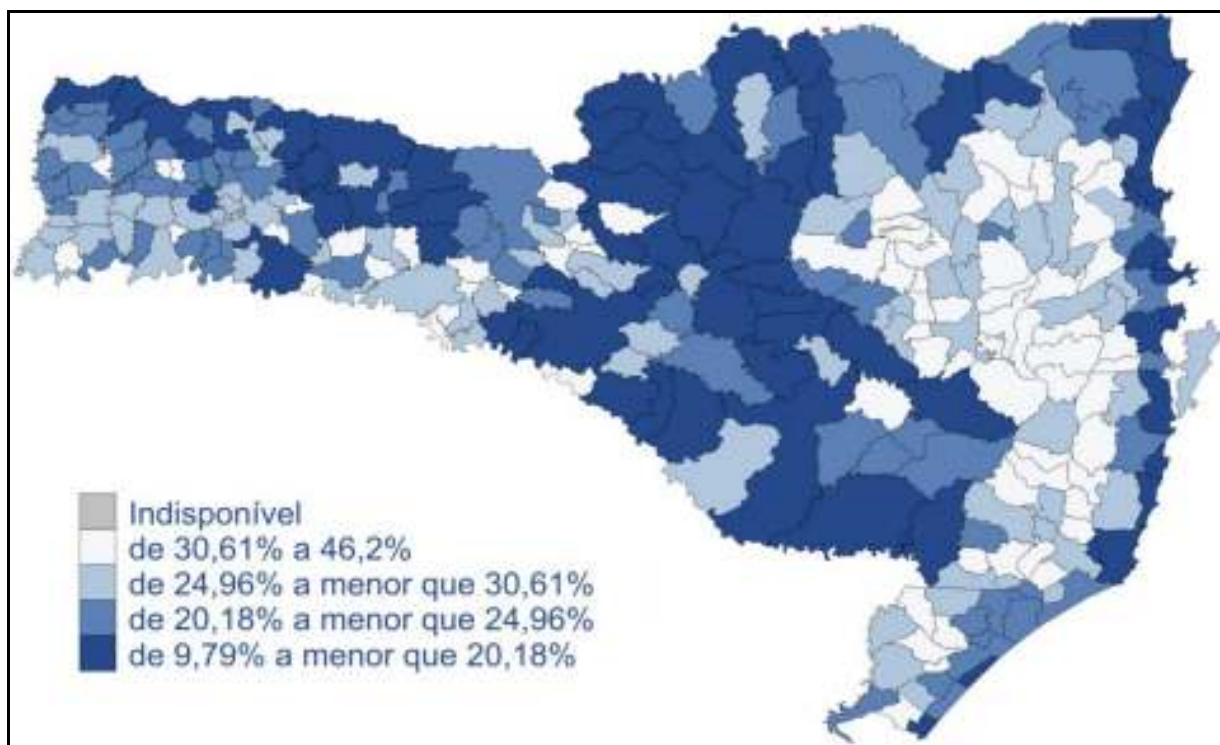 Indisponível
de 30,61% a 46,2%
de 24,96% a menor que 30,61%
de 20,18% a menor que 24,96%
de 9,79% a menor que 20,18%